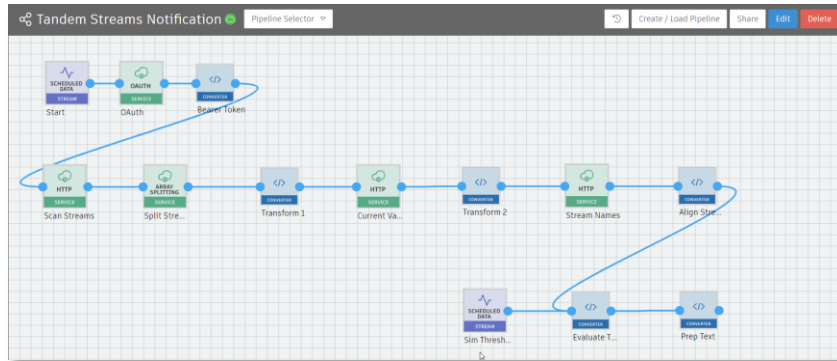 Tandem Streams Notification
Pipeline Selector
Create / Load Pipeline
Share
Edit
Delete
SCHEDULED DATA
STREAM
Start
OAUTH
SERVICE
OAuth
CONVERTER
Bearer Token
HTTP
SERVICE
Scan Streams
ARRAY SPLITTING
SERVICE
Split Stre...
CONVERTER
Transform 1
HTTP
SERVICE
Current Va...
CONVERTER
Transform 2
HTTP
SERVICE
Stream Names
CONVERTER
Align Stre...
SCHEDULED DATA
STREAM
Sim Thresh...
CONVERTER
Evaluate T...
CONVERTER
Prep Text